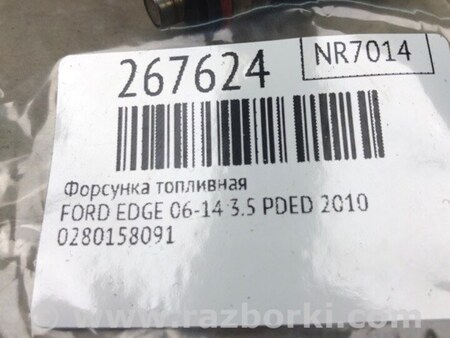 267624
NR7014
Форсунка топливная
FORD EDGE 06-14 3.5 PDED 2010
0280158091
www.razborki.com